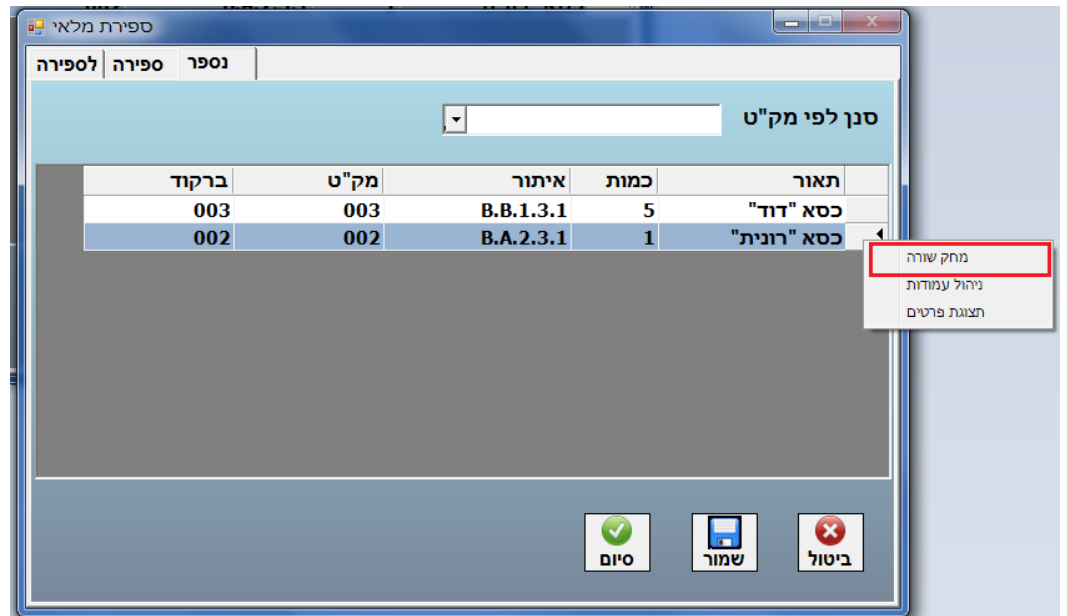 ספירת מלאי
לספירה ספירה נספר
סנן לפי מק"ט
תאור כמות איתור מק"ט ברקוד
כסא "דוד" 5 B.B.1.3.1 003 003
כסא "רונית" 1 B.A.2.3.1 002 002
מחק שורה
ניהול עמודות
תצוגת פרטים
ביטול שמור סיום